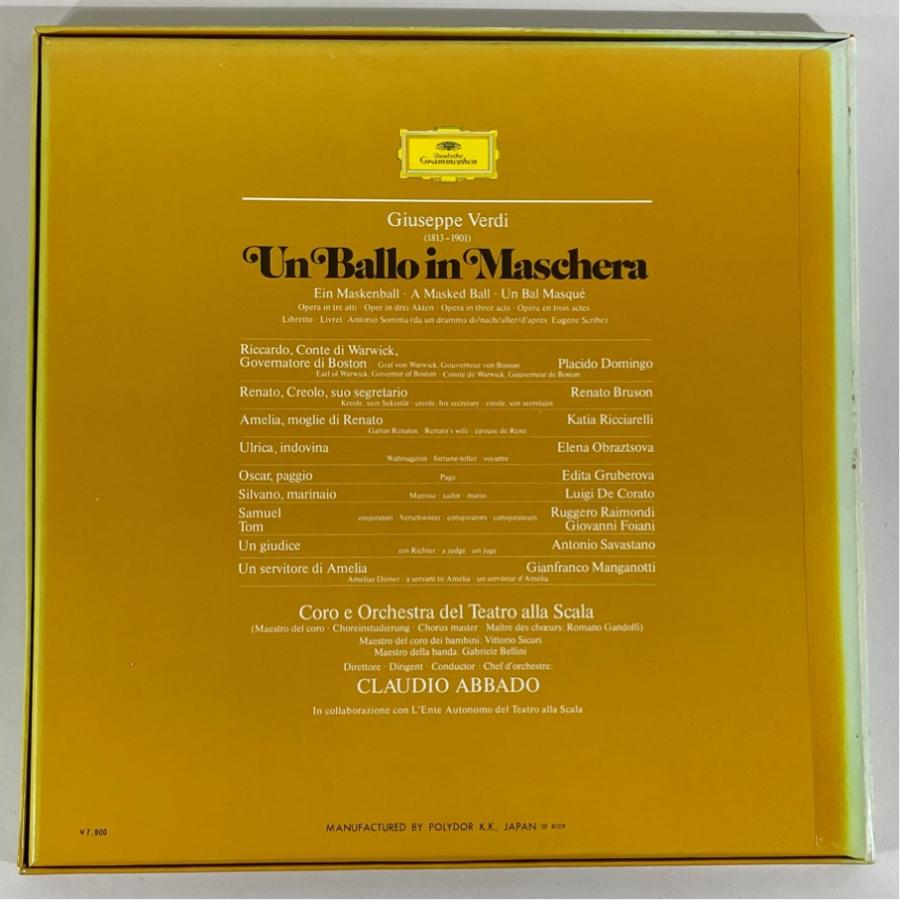 Deutsche
Grammophon
Giuseppe Verdi
(1813-1901)
Un Ballo in Maschera
Ein Maskenball · A Masked Ball · Un Bal Masqué
Opera in tre atti · Oper in drei Akten · Opera in three acts · Opéra en trois actes
Libretto · Livret: Antonio Somma (da un dramma di/nach/after/d'après Eugène Scribe)
Riccardo, Conte di Warwick,
Governatore di Boston Graf von Warwick, Gouverneur von Boston Placido Domingo
Earl of Warwick, Governor of Boston · Comte de Warwick, Gouverneur de Boston
Renato, Creolo, suo segretario Renato Bruson
Kreole, sein Sekretär · creole, his secretary · créole, son secrétaire
Amelia, moglie di Renato Katia Ricciarelli
Gattin Renatos · Renato's wife · épouse de René
Ulrica, indovina Elena Obraztsova
Wahrsagerin · fortune-teller · voyante
Oscar, paggio Page Edita Gruberova
Silvano, marinaio Matrose · sailor · marin Luigi De Corato
Samuel Ruggero Raimondi
cospiratori · Verschwörer · conspirators · conspirateurs
Tom Giovanni Foiani
Un giudice ein Richter · a judge · un juge Antonio Savastano
Un servitore di Amelia Gianfranco Manganotti
Amelias Diener · a servant to Amelia · un serviteur d'Amelia
Coro e Orchestra del Teatro alla Scala
(Maestro del coro · Choreinstudierung · Chorus master · Maître des chœurs: Romano Gandolfi)
Maestro del coro dei bambini: Vittorio Sicuri
Maestro della banda: Gabriele Bellini
Direttore · Dirigent · Conductor · Chef d'orchestre:
CLAUDIO ABBADO
In collaborazione con L'Ente Autonomo del Teatro alla Scala
¥7,800
MANUFACTURED BY POLYDOR K.K., JAPAN SE 8109